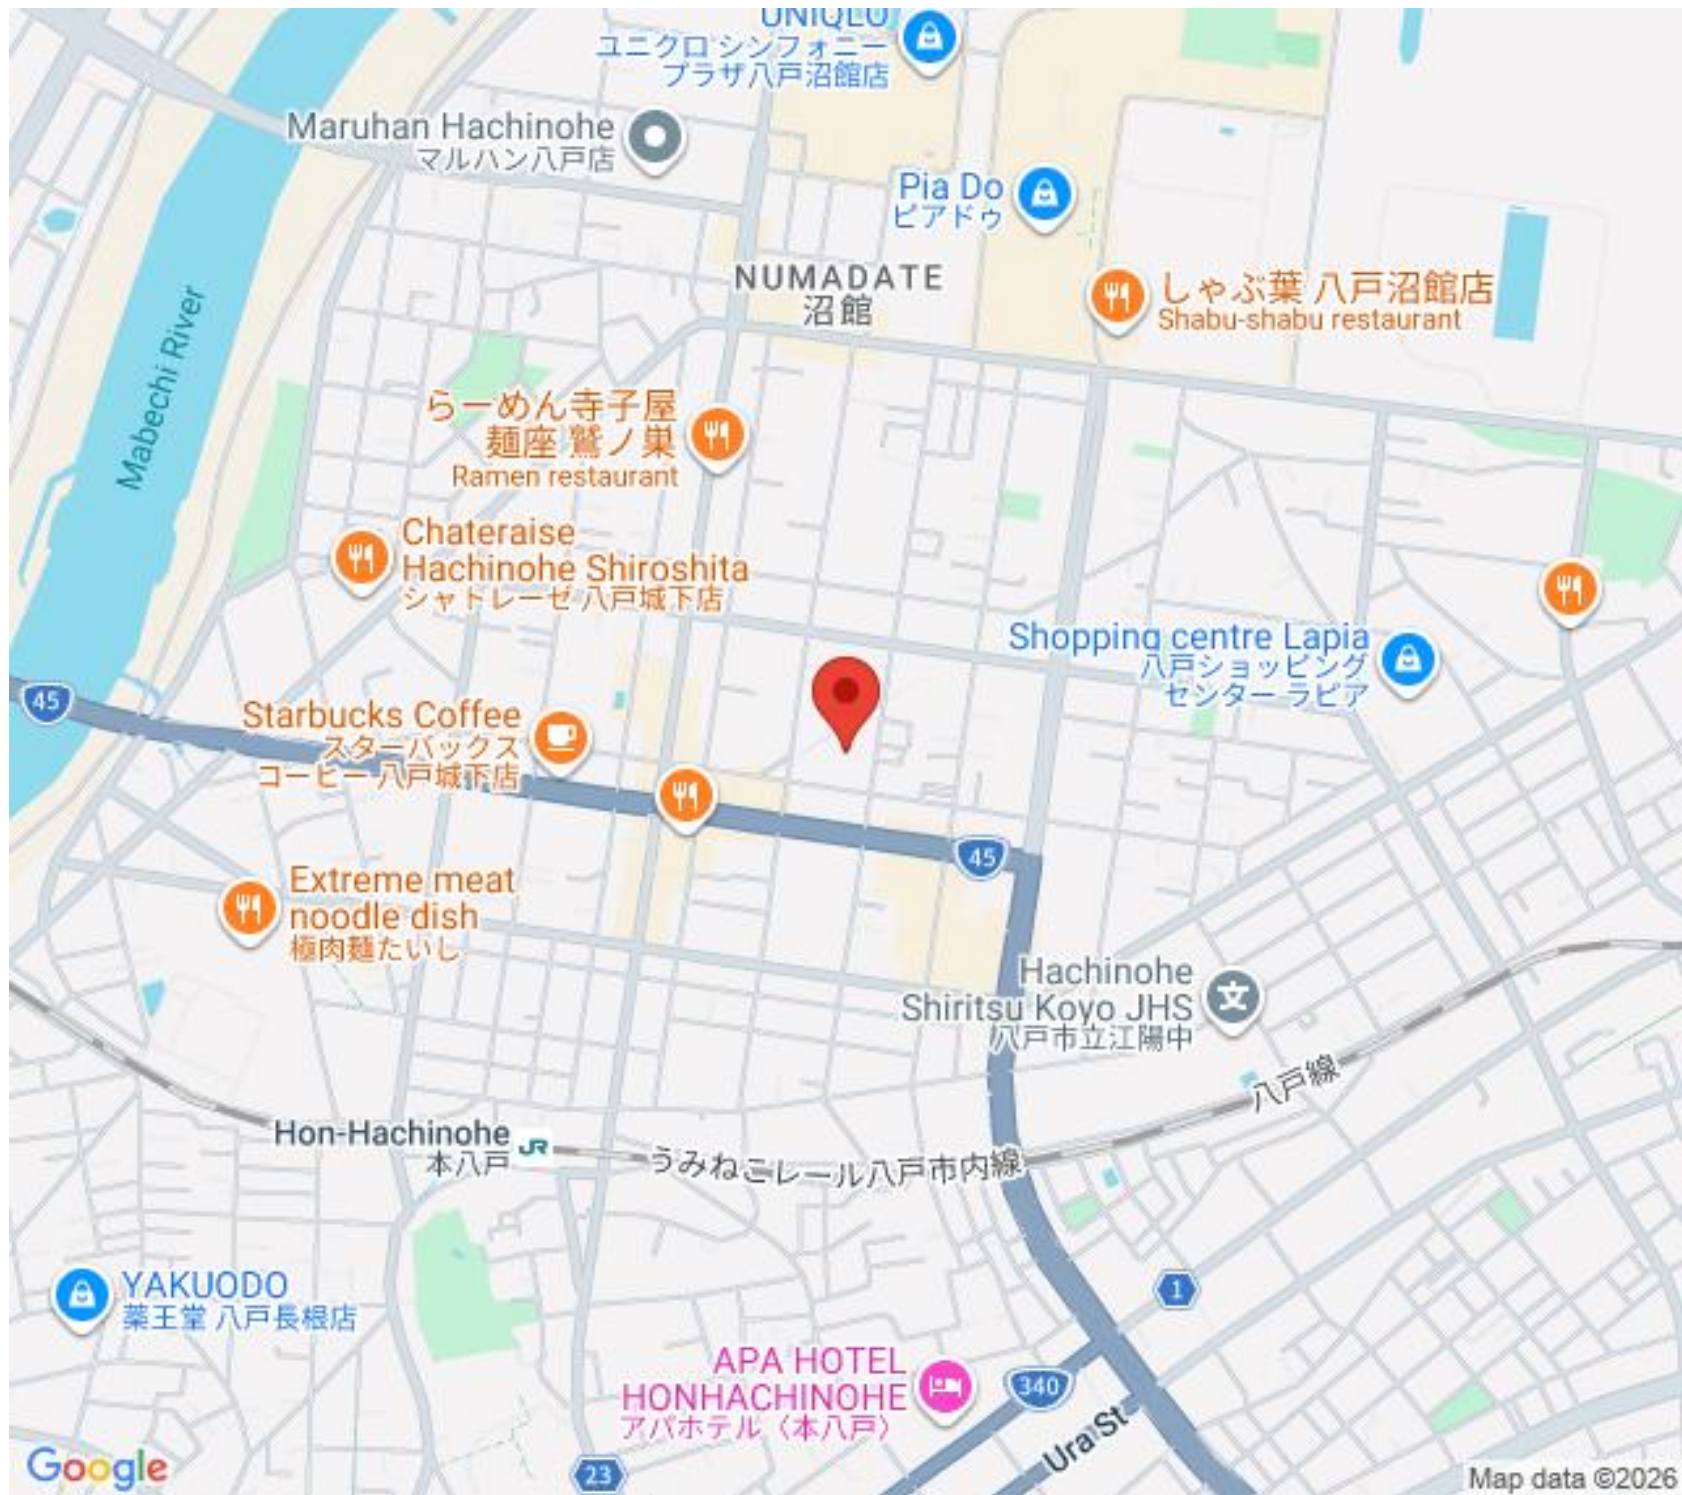 UNIQLO
ユニクロ シンフォニー
プラザ八戸沼館店
Maruhan Hachinohe
マルハン八戸店
Pia Do
ピアドゥ
NUMADATE
沼館
しゃぶ葉 八戸沼館店
Shabu-shabu restaurant
Mabechi River
らーめん寺子屋
麺座 鷲ノ巣
Ramen restaurant
Chateraise
Hachinohe Shiroshita
シャトレーゼ 八戸城下店
Shopping centre Lapia
八戸ショッピング
センター ラピア
45
Starbucks Coffee
スターバックス
コーヒー 八戸城下店
45
Extreme meat
noodle dish
極肉麺たいし
Hachinohe
Shiritsu Koyo JHS
八戸市立江陽中
文
八戸線
Hon-Hachinohe
本八戸
JR
うみねこレール八戸市内線
YAKUODO
薬王堂 八戸長根店
1
APA HOTEL
HONHACHINOHE
アパホテル〈本八戸〉
340
Ura St
23
Google
Map data ©2026